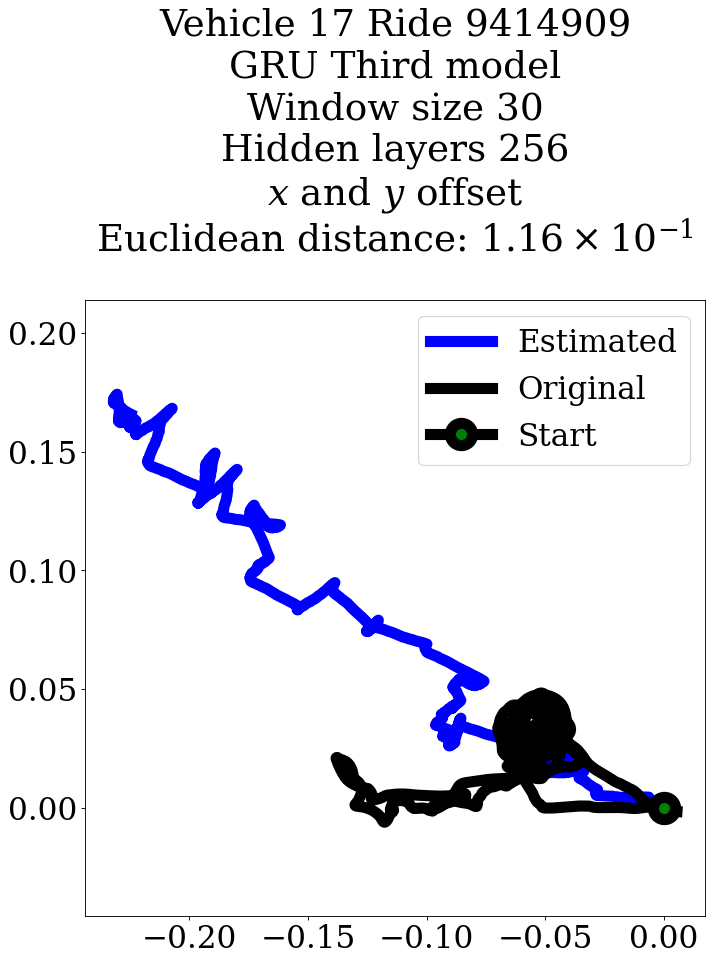 Vehicle 17 Ride 9414909
GRU Third model
Window size 30
Hidden layers 256
x and y offset
Euclidean distance: 1.16 × 10⁻¹
Estimated
Original
Start
0.20
0.15
0.10
0.05
0.00
−0.20 −0.15 −0.10 −0.05 0.00